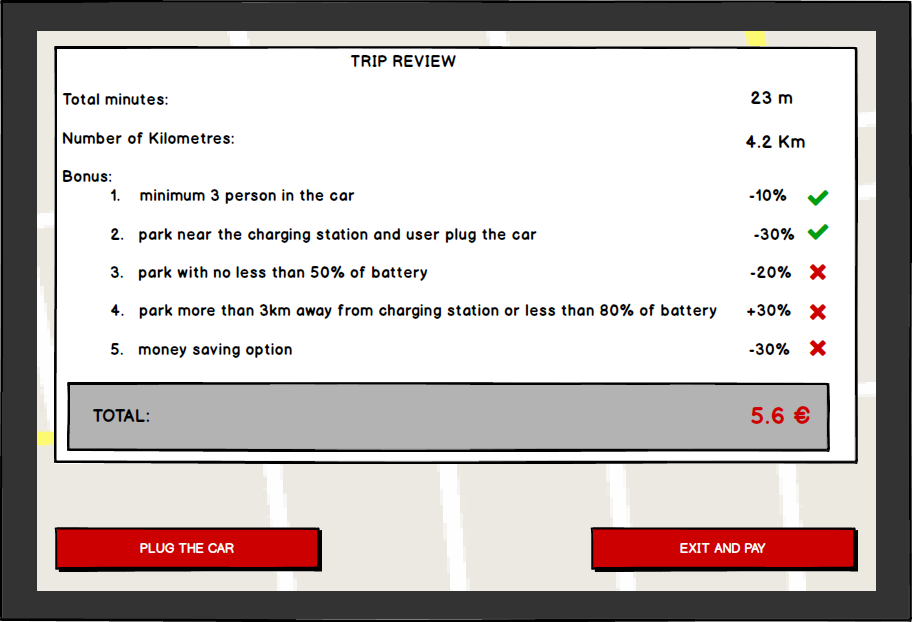 TRIP REVIEW
Total minutes: 23 m
Number of Kilometres: 4.2 Km
Bonus:
1. minimum 3 person in the car -10%
2. park near the charging station and user plug the car -30%
3. park with no less than 50% of battery -20%
4. park more than 3km away from charging station or less than 80% of battery +30%
5. money saving option -30%
TOTAL: 5.6 €
PLUG THE CAR EXIT AND PAY